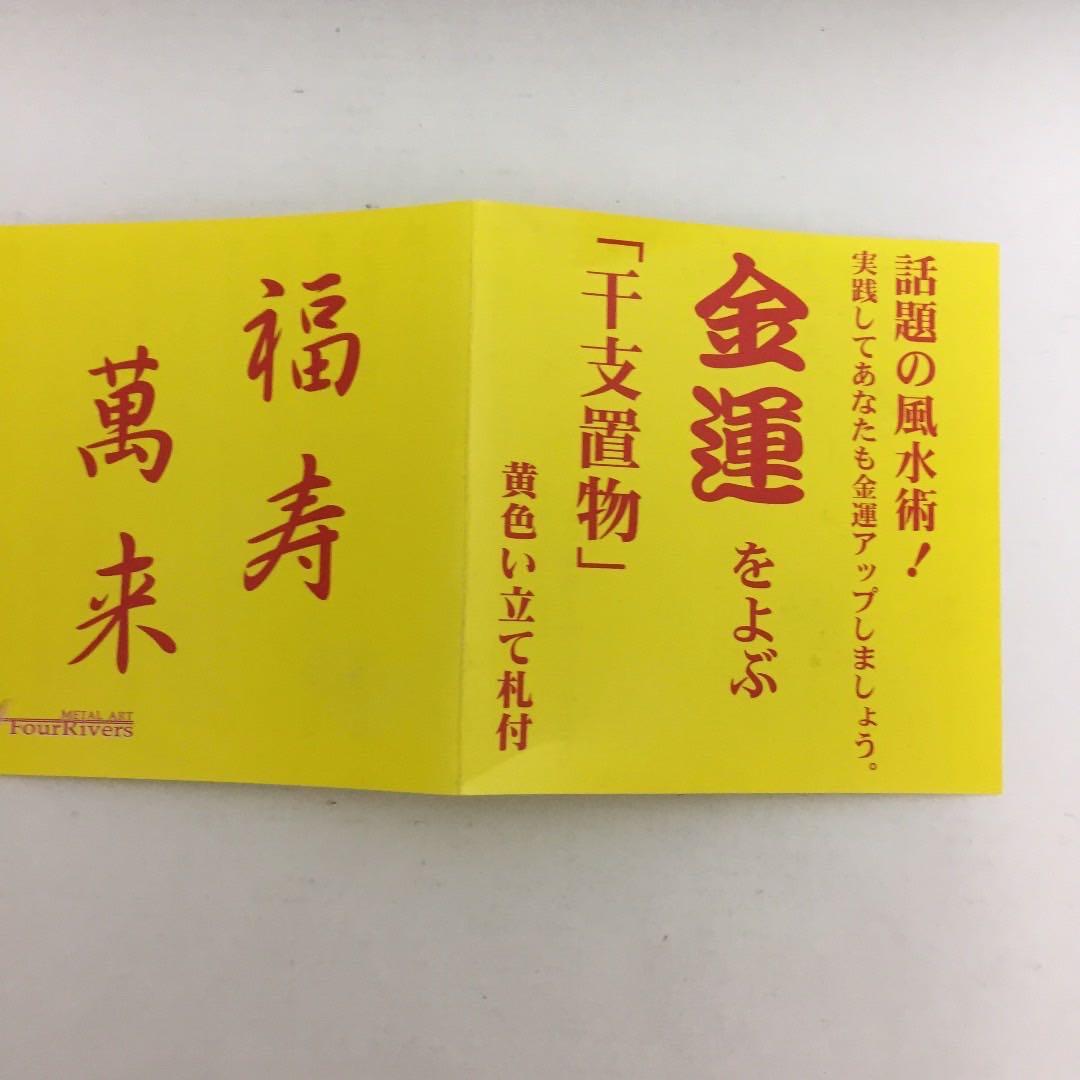 話題の風水術！
実践してあなたも金運アップしましょう。
金運をよぶ
「干支置物」
黄色い立て札付
福寿
萬来
METAL ART
FourRivers